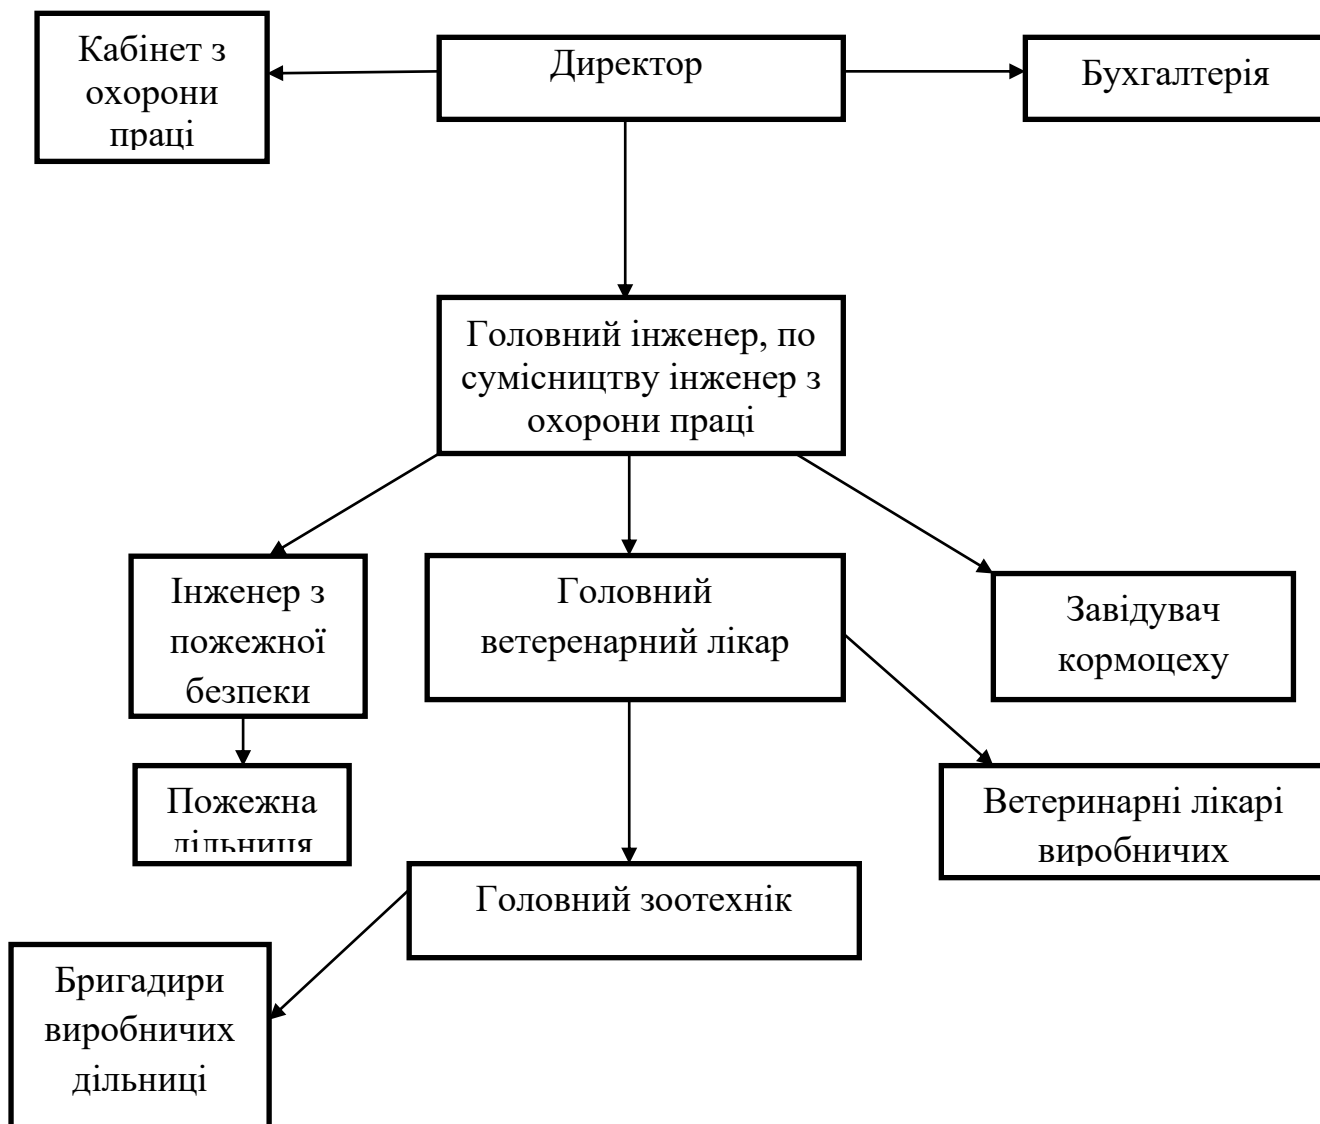 Кабінет з
охорони
праці
Директор
Бухгалтерія
Головний інженер, по
сумісництву інженер з
охорони праці
Інженер з
пожежної
безпеки
Головний
ветеренарний лікар
Завідувач
кормоцеху
Пожежна
дільниця
Ветеринарні лікарі
виробничих
Головний зоотехнік
Бригадири
виробничих
дільниці